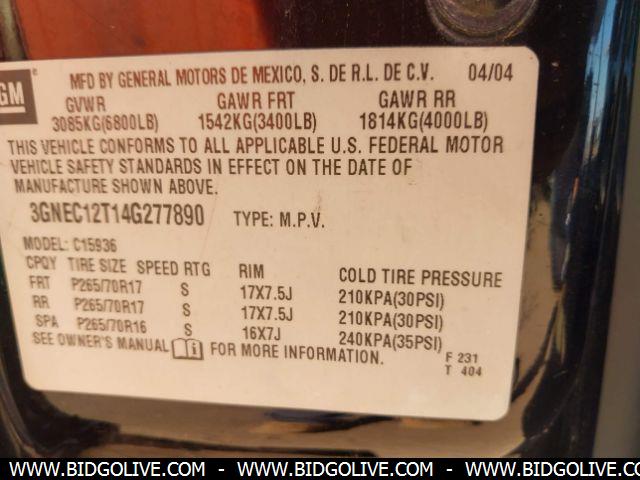 GM
MFD BY GENERAL MOTORS DE MEXICO, S. DE R.L. DE C.V. 04/04
GVWR GAWR FRT GAWR RR
3085KG(6800LB) 1542KG(3400LB) 1814KG(4000LB)
THIS VEHICLE CONFORMS TO ALL APPLICABLE U.S. FEDERAL MOTOR
VEHICLE SAFETY STANDARDS IN EFFECT ON THE DATE OF
MANUFACTURE SHOWN ABOVE.
3GNEC12T14G277890 TYPE: M.P.V.
MODEL: C15936
CPQY TIRE SIZE SPEED RTG RIM COLD TIRE PRESSURE
FRT P265/70R17 S 17X7.5J 210KPA(30PSI)
RR P265/70R17 S 17X7.5J 210KPA(30PSI)
SPA P265/70R16 S 16X7J 240KPA(35PSI)
SEE OWNER'S MANUAL FOR MORE INFORMATION.
F 231
T 404
WWW.BIDGOLIVE.COM - WWW.BIDGOLIVE.COM - WWW.BIDGOLIVE.COM